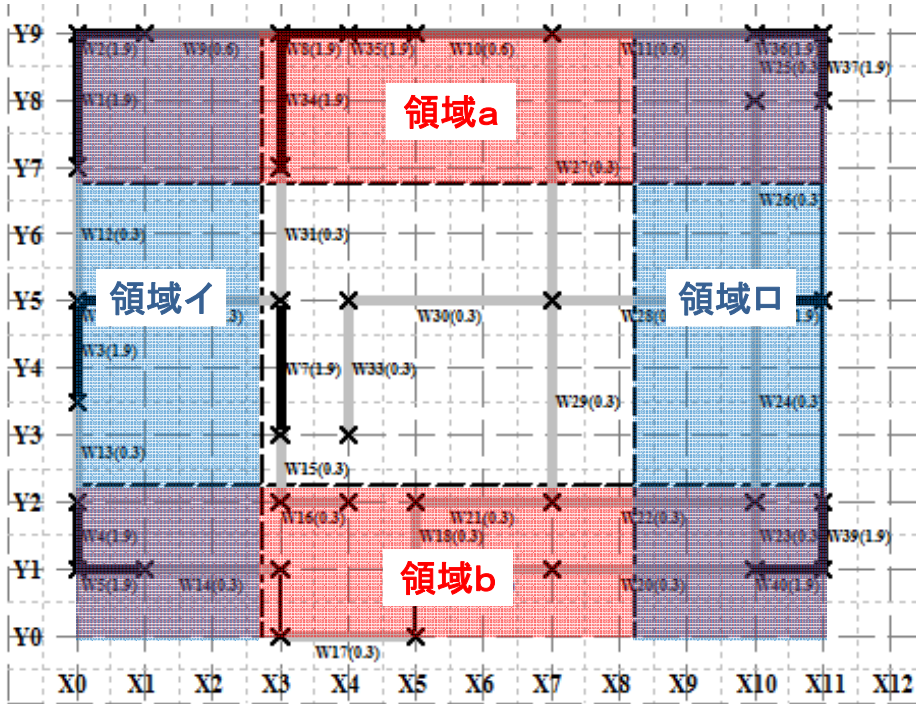 Y9
W2(1.9) W9(0.6) W8(1.9) W35(1.9) W10(0.6) W11(0.6) W36(1.9)
W25(0.3 W37(1.9)
Y8 W1(1.9) W34(1.9) 領域a
Y7 W27(0.3)
W26(0.3)
Y6 W12(0.3) W31(0.3)
Y5 領域イ 領域ロ
W30(0.3)
W3(1.9)
Y4 W7(1.9) W33(0.3)
W29(0.3) W24(0.3)
Y3
W13(0.3) W15(0.3)
Y2
W16(0.3) W21(0.3) W22(0.3)
W4(1.9) W18(0.3) W23(0.3 W39(1.9)
Y1 領域b
W5(1.9) W14(0.3) W20(0.3) W40(1.9)
Y0
W17(0.3)
X0 X1 X2 X3 X4 X5 X6 X7 X8 X9 X10 X11 X12